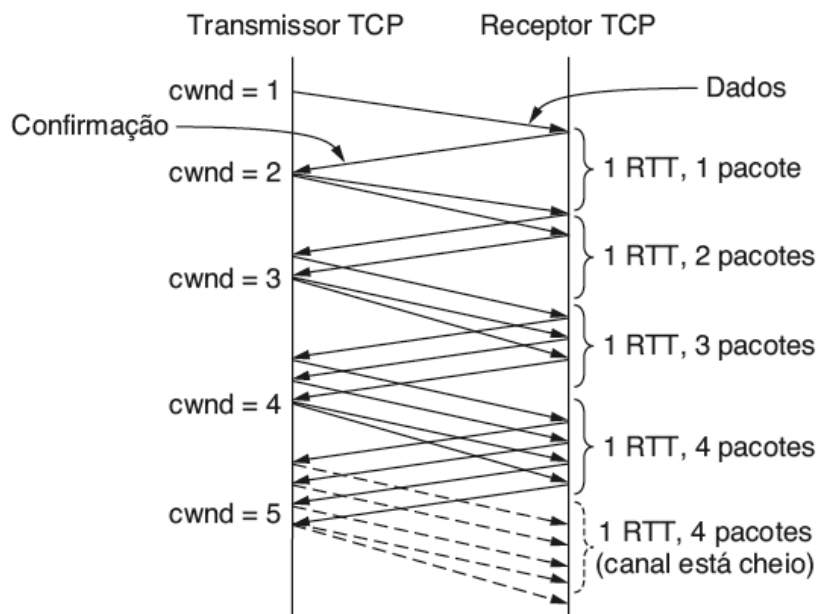 Transmissor TCP
Receptor TCP
cwnd = 1
Dados
Confirmação
cwnd = 2
1 RTT, 1 pacote
1 RTT, 2 pacotes
cwnd = 3
1 RTT, 3 pacotes
cwnd = 4
1 RTT, 4 pacotes
cwnd = 5
1 RTT, 4 pacotes
(canal está cheio)